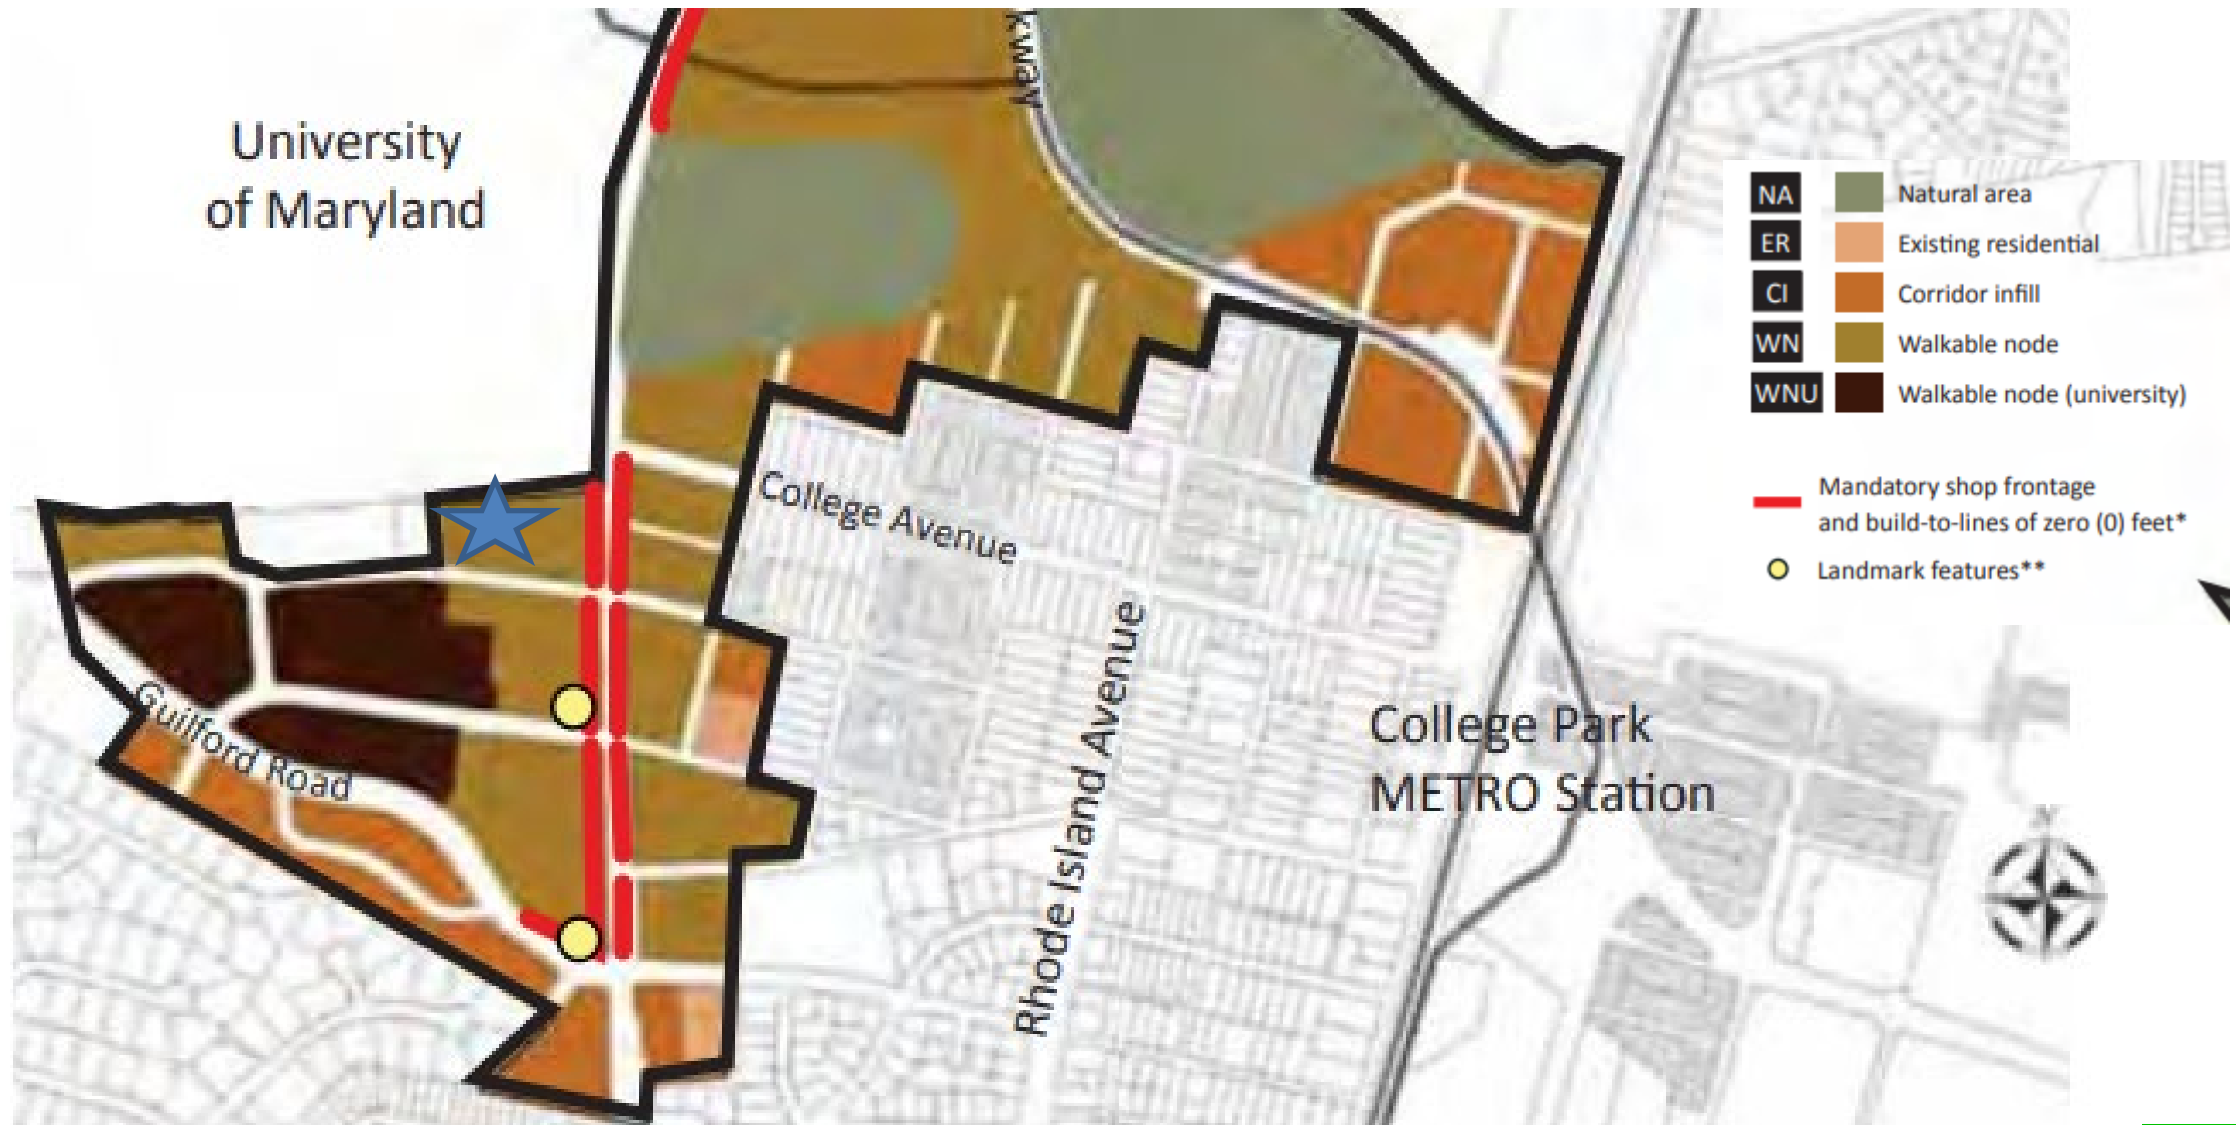 kway
University
of Maryland
NA Natural area
ER Existing residential
CI Corridor infill
WN Walkable node
WNU Walkable node (university)
Mandatory shop frontage
and build-to-lines of zero (0) feet*
Landmark features**
College Avenue
Rhode Island Avenue
Guilford Road
College Park
METRO Station
N